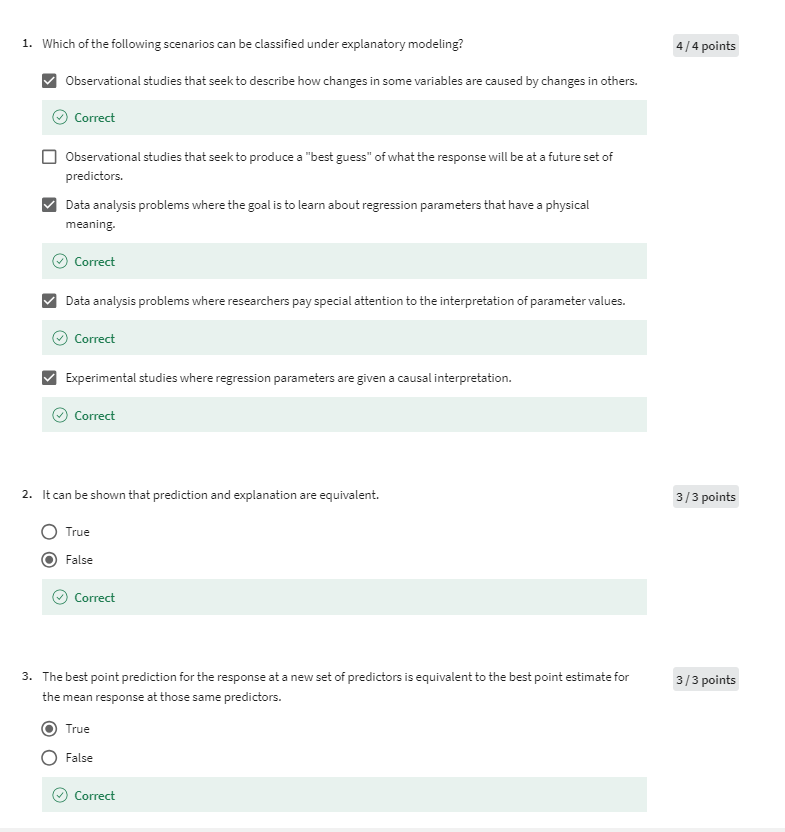 1. Which of the following scenarios can be classified under explanatory modeling?
4 / 4 points
Observational studies that seek to describe how changes in some variables are caused by changes in others.
Correct
Observational studies that seek to produce a "best guess" of what the response will be at a future set of
predictors.
Data analysis problems where the goal is to learn about regression parameters that have a physical
meaning.
Correct
Data analysis problems where researchers pay special attention to the interpretation of parameter values.
Correct
Experimental studies where regression parameters are given a causal interpretation.
Correct
2. It can be shown that prediction and explanation are equivalent.
3 / 3 points
True
False
Correct
3. The best point prediction for the response at a new set of predictors is equivalent to the best point estimate for
the mean response at those same predictors.
3 / 3 points
True
False
Correct